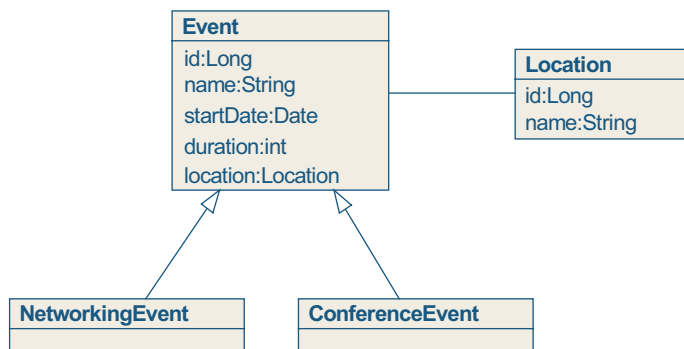 Event
id:Long
name:String
startDate:Date
duration:int
location:Location
Location
id:Long
name:String
NetworkingEvent
ConferenceEvent